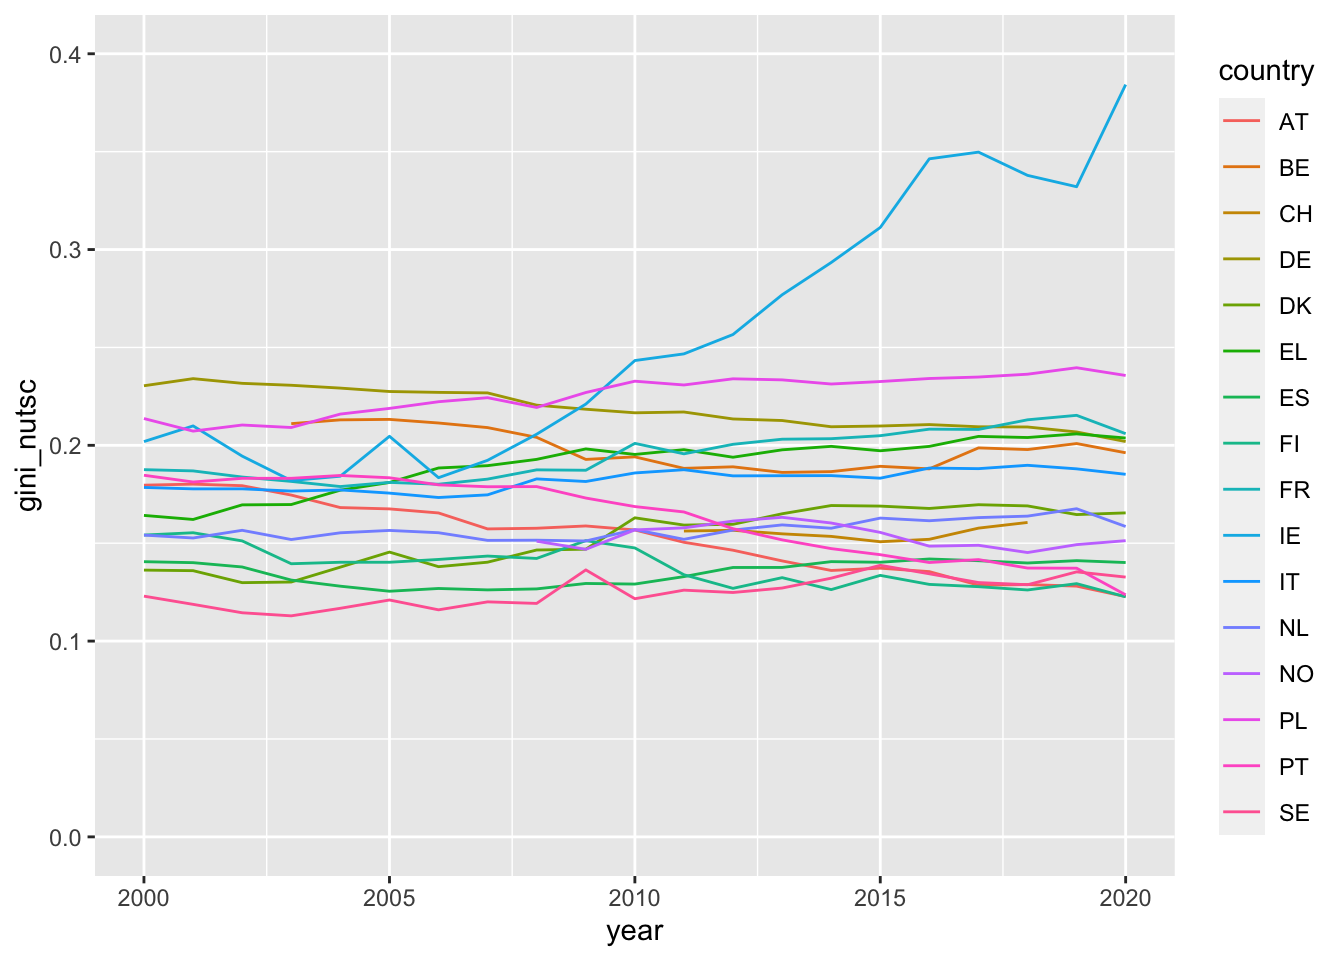 gini_nutsc
0.4
0.3
0.2
0.1
0.0
2000 2005 2010 2015 2020
year
country
AT
BE
CH
DE
DK
EL
ES
FI
FR
IE
IT
NL
NO
PL
PT
SE